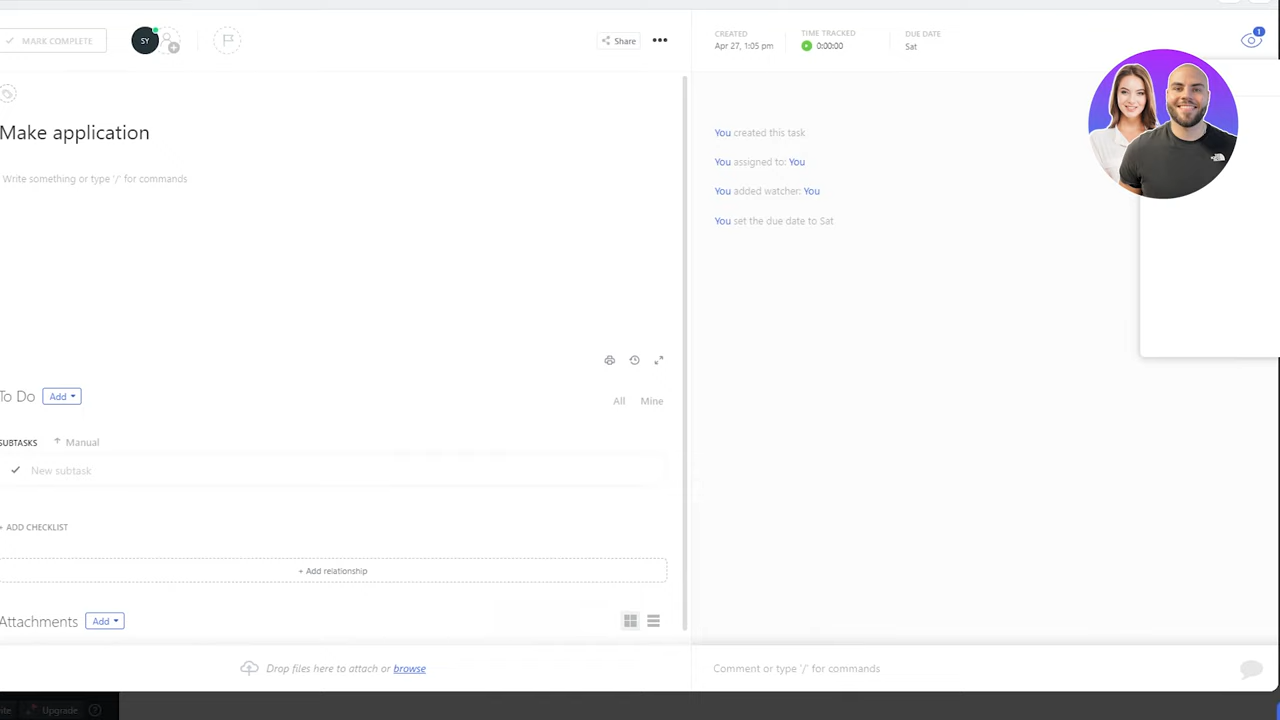 MARK COMPLETE
SY
Share
CREATED
Apr 27, 1:05 pm
TIME TRACKED
0:00:00
DUE DATE
Sat
1
Make application
Write something or type '/' for commands
You created this task
You assigned to: You
You added watcher: You
You set the due date to Sat
To Do
Add
All
Mine
SUBTASKS
Manual
New subtask
+ ADD CHECKLIST
+ Add relationship
Attachments
Add
Drop files here to attach or browse
Comment or type '/' for commands
Upgrade